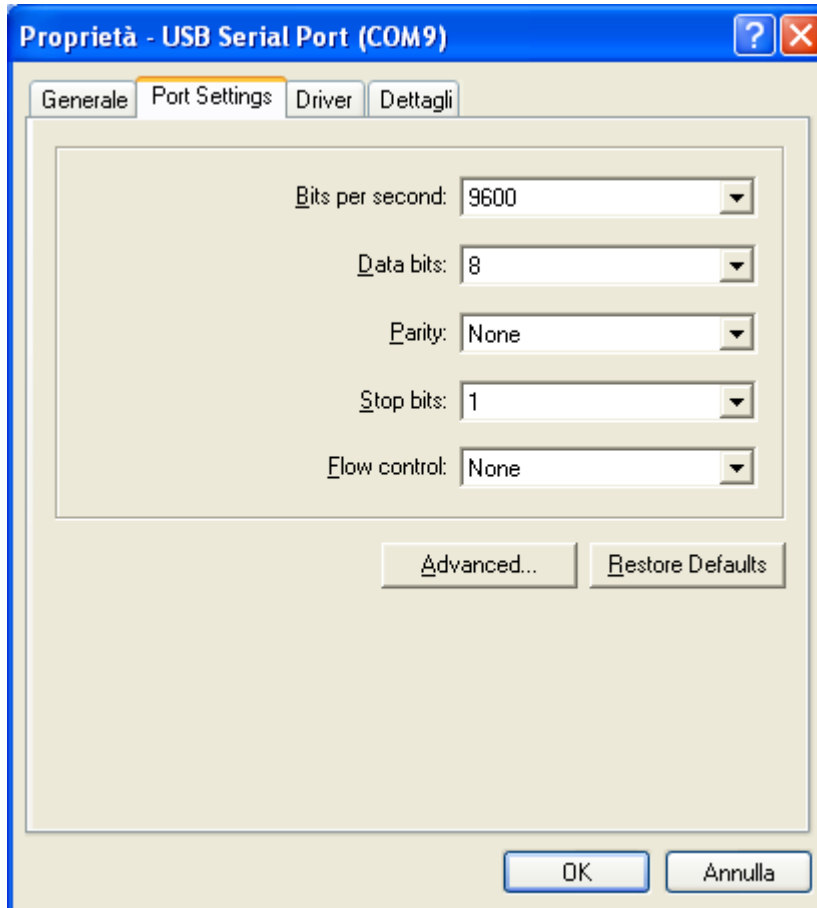 Proprietà - USB Serial Port (COM9)
Generale Port Settings Driver Dettagli
Bits per second: 9600
Data bits: 8
Parity: None
Stop bits: 1
Flow control: None
Advanced... Restore Defaults
OK Annulla